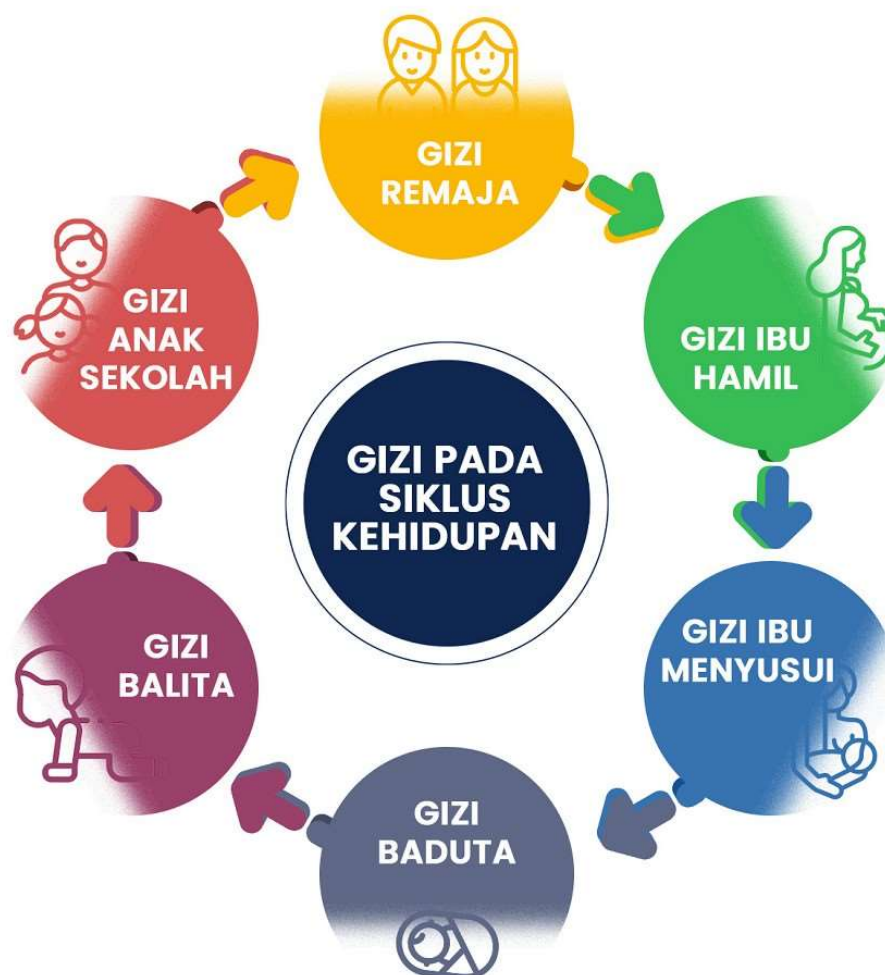 GIZI
REMAJA
GIZI IBU
HAMIL
GIZI IBU
MENYUSUI
GIZI
BADUTA
GIZI
BALITA
GIZI
ANAK
SEKOLAH
GIZI PADA
SIKLUS
KEHIDUPAN